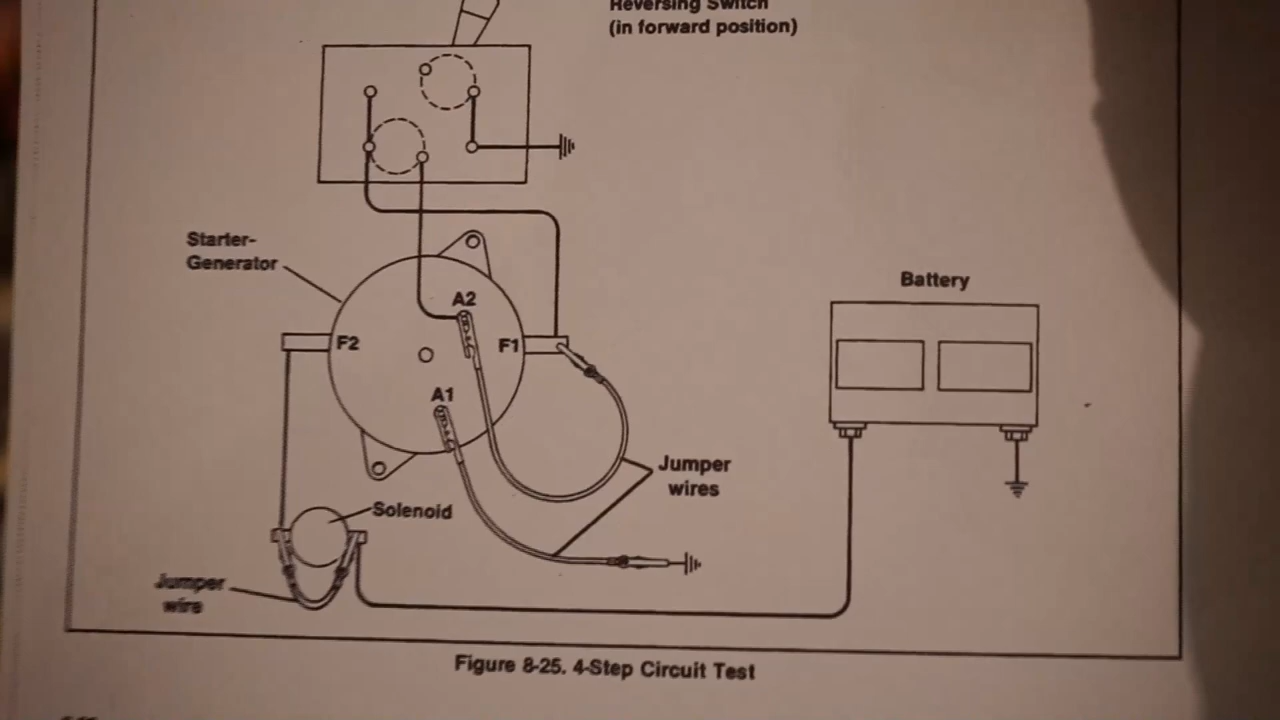 Reversing Switch
(in forward position)
Starter-
Generator
Battery
A2
F2
F1
A1
Jumper
wires
Solenoid
Jumper
wire
Figure 8-25. 4-Step Circuit Test